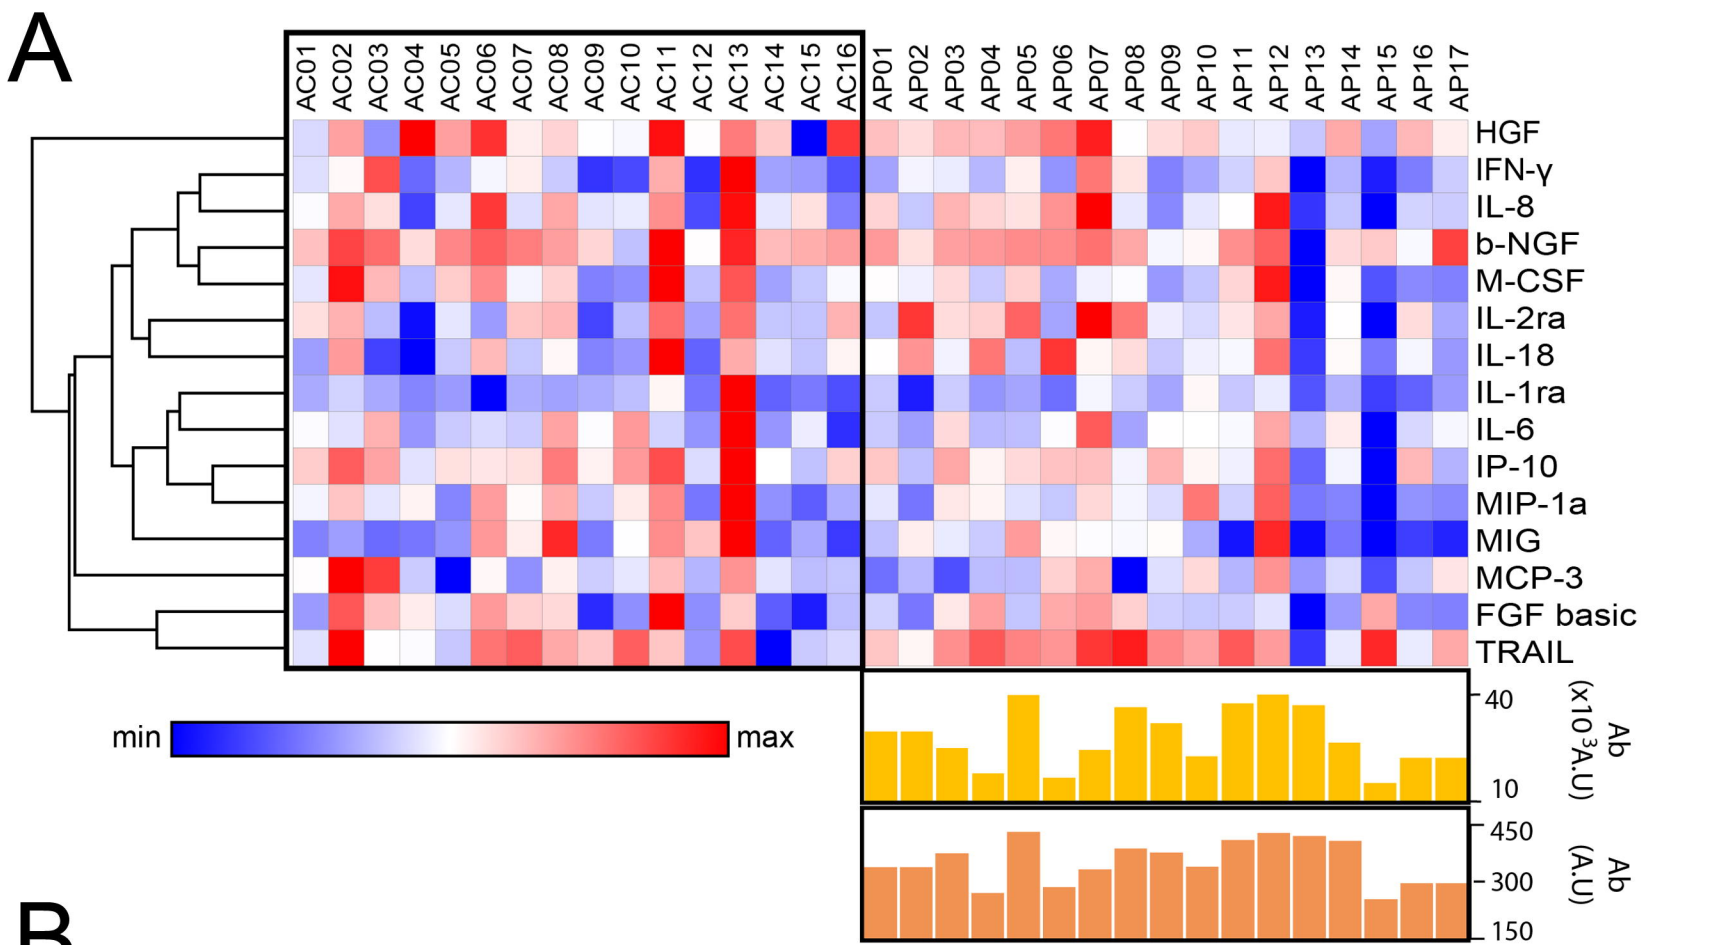 A
AC01 AC02 AC03 AC04 AC05 AC06 AC07 AC08 AC09 AC10 AC11 AC12 AC13 AC14 AC15 AC16 AP01 AP02 AP03 AP04 AP05 AP06 AP07 AP08 AP09 AP10 AP11 AP12 AP13 AP14 AP15 AP16 AP17
HGF
IFN-γ
IL-8
b-NGF
M-CSF
IL-2ra
IL-18
IL-1ra
IL-6
IP-10
MIP-1a
MIG
MCP-3
FGF basic
TRAIL
min max
40
10
Ab
(x10³A.U)
450
300
150
Ab
(A.U)
B